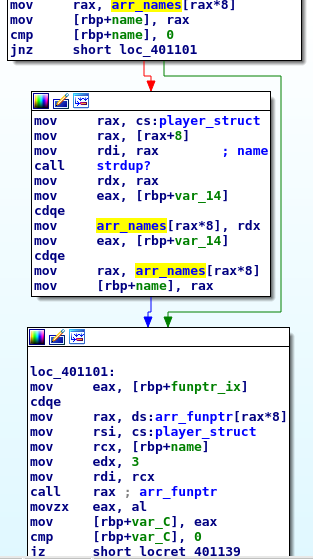 mov rax, arr_names[rax*8]
mov [rbp+name], rax
cmp [rbp+name], 0
jnz short loc_401101
mov rax, cs:player_struct
mov rax, [rax+8]
mov rdi, rax ; name
call strdup?
mov rdx, rax
mov eax, [rbp+var_14]
cdqe
mov arr_names[rax*8], rdx
mov eax, [rbp+var_14]
cdqe
mov rax, arr_names[rax*8]
mov [rbp+name], rax
loc_401101:
mov eax, [rbp+funptr_ix]
cdqe
mov rax, ds:arr_funptr[rax*8]
mov rsi, cs:player_struct
mov rcx, [rbp+name]
mov edx, 3
mov rdi, rcx
call rax ; arr_funptr
movzx eax, al
mov [rbp+var_C], eax
cmp [rbp+var_C], 0
jz short locret_401139